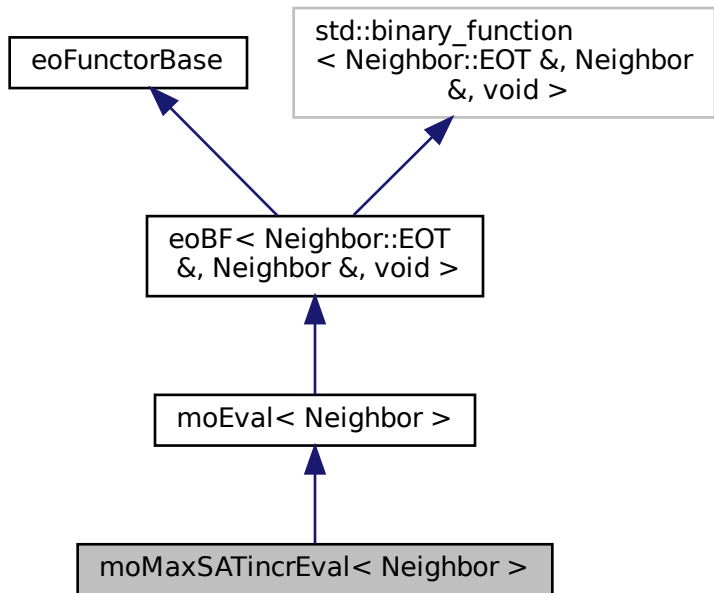 eoFunctorBase
std::binary_function
< Neighbor::EOT &, Neighbor
&, void >
eoBF< Neighbor::EOT
&, Neighbor &, void >
moEval< Neighbor >
moMaxSATincrEval< Neighbor >